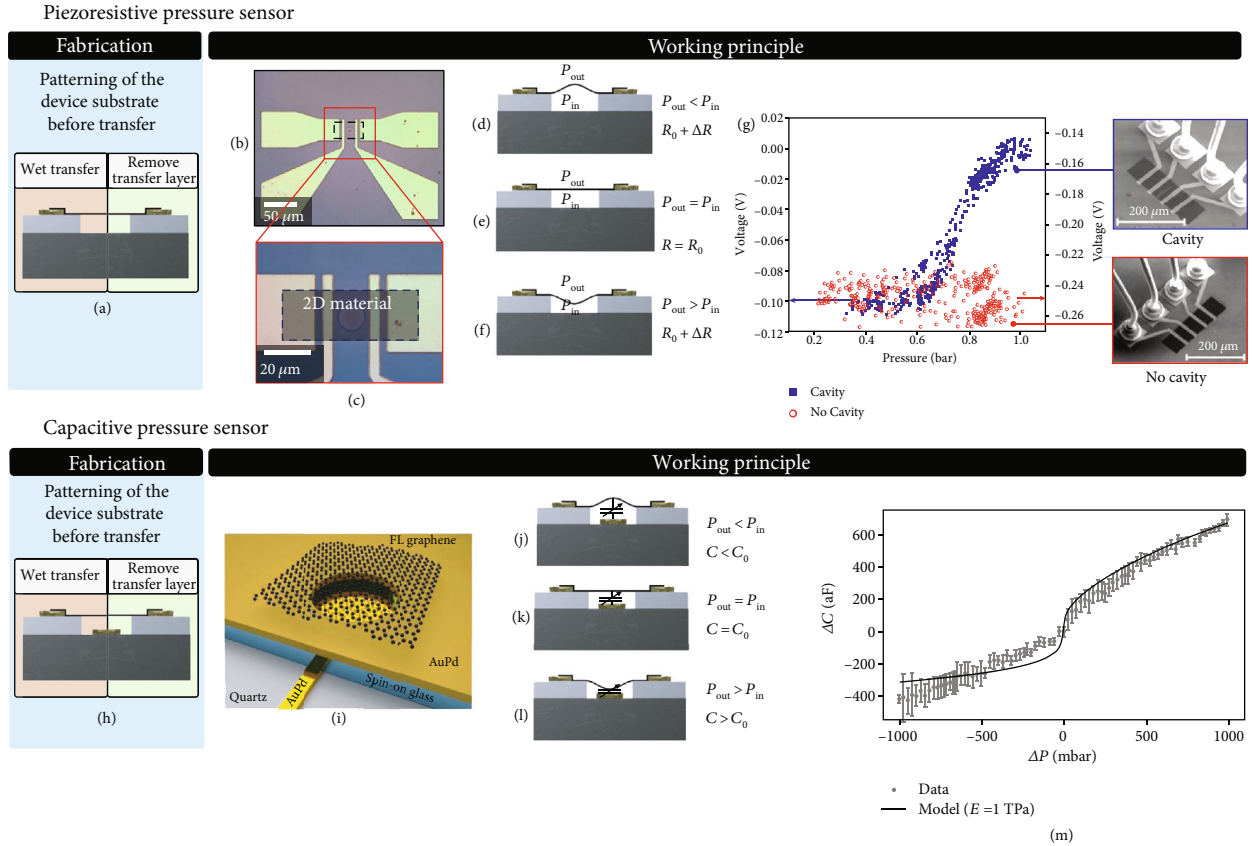 Piezoresistive pressure sensor
Fabrication
Working principle
Patterning of the
device substrate
before transfer
Wet transfer
Remove
transfer layer
(a)
(b)
50 μm
2D material
20 μm
(c)
(d)
P_out
P_in
P_out < P_in
R_0 + ΔR
(e)
P_out
P_in
P_out = P_in
R = R_0
(f)
P_out
P_in
P_out > P_in
R_0 + ΔR
(g)
0.02
0.00
−0.02
−0.04
−0.06
−0.08
−0.10
−0.12
Voltage (V)
0.2
0.4
0.6
0.8
1.0
Pressure (bar)
−0.14
−0.16
−0.18
−0.20
−0.22
−0.24
−0.26
Voltage (V)
Cavity
No Cavity
200 μm
Cavity
200 μm
No cavity
Capacitive pressure sensor
Fabrication
Working principle
Patterning of the
device substrate
before transfer
Wet transfer
Remove
transfer layer
(h)
FL graphene
AuPd
Spin-on glass
AuPd
Quartz
(i)
(j)
P_out < P_in
C < C_0
(k)
P_out = P_in
C = C_0
(l)
P_out > P_in
C > C_0
600
400
200
0
−200
−400
ΔC (aF)
−1000
−500
0
500
1000
ΔP (mbar)
Data
Model (E =1 TPa)
(m)